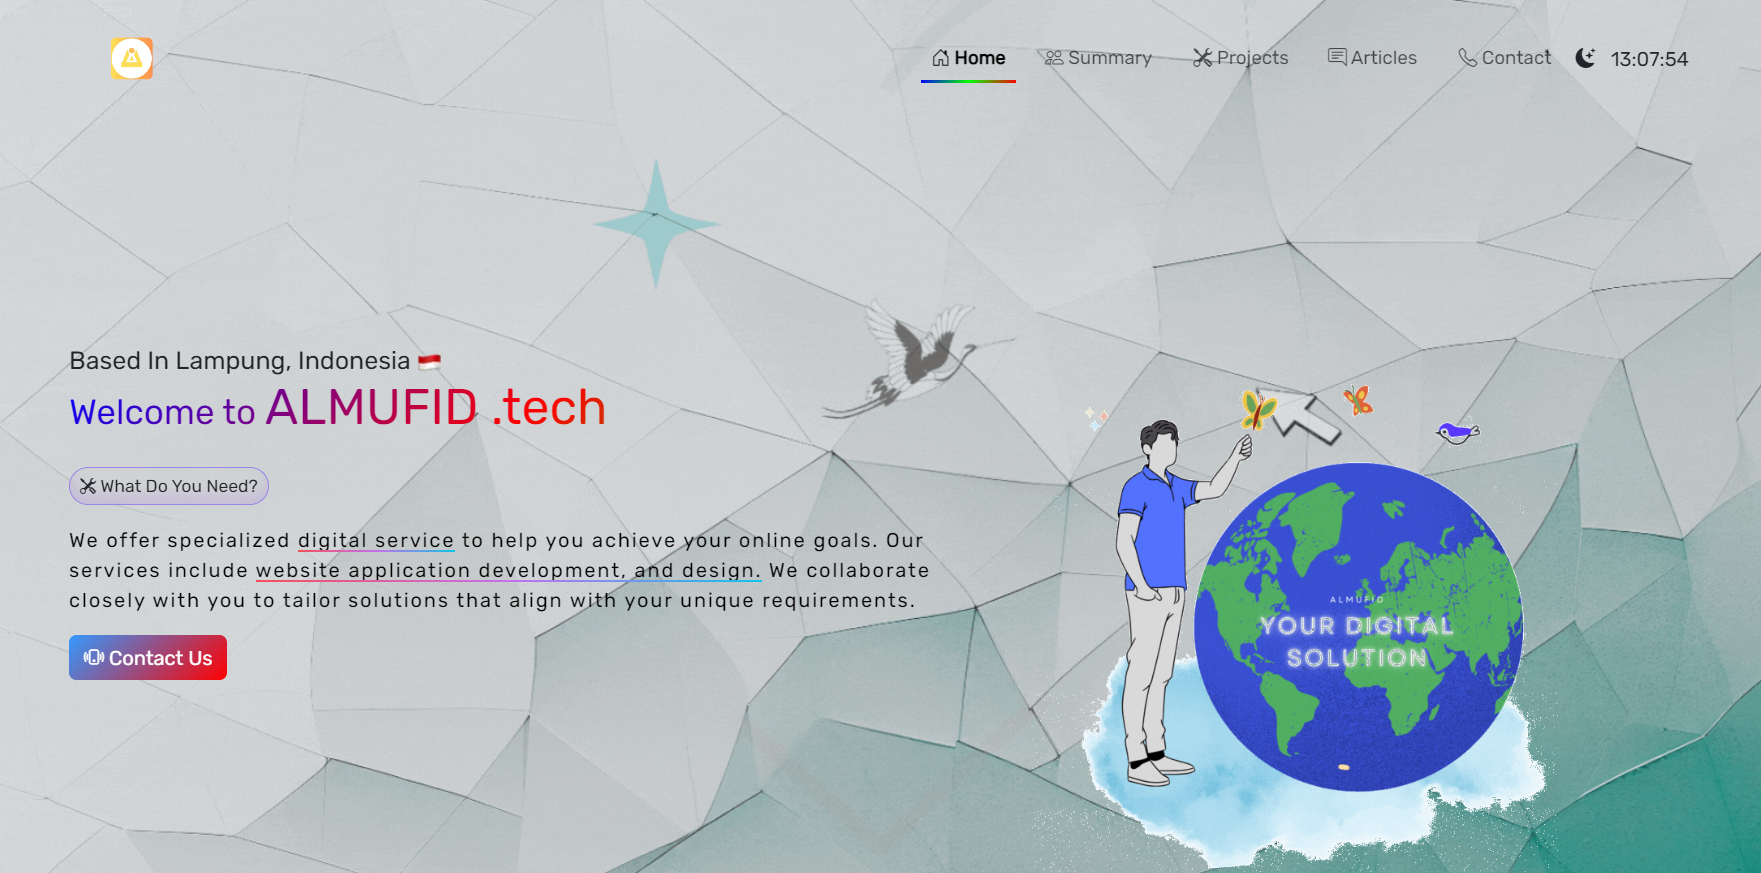 Home
Summary
Projects
Articles
Contact
13:07:54
Based In Lampung, Indonesia
Welcome to ALMUFID .tech
What Do You Need?
We offer specialized digital service to help you achieve your online goals. Our
services include website application development, and design. We collaborate
closely with you to tailor solutions that align with your unique requirements.
Contact Us
ALMUFID
YOUR DIGITAL
SOLUTION